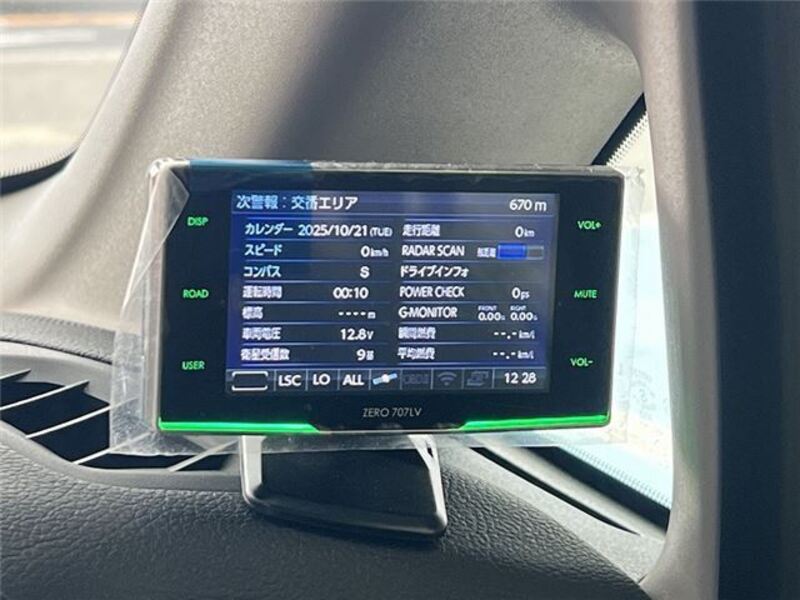 次警報：交番エリア 670 m
DISP VOL+
カレンダー 2025/10/21 (TUE) 走行距離 0km
スピード 0km/h RADAR SCAN
コンパス S ドライブインフォ
ROAD 運転時間 00:10 POWER CHECK 0ps MUTE
標高 ----m G-MONITOR FRONT 0.00G RIGHT 0.00G
車両電圧 12.8V 瞬間燃費 --.-km/l
USER 衛星受信数 9基 平均燃費 --.-km/l VOL-
LSC LO ALL OBDII 12:28
ZERO 707LV